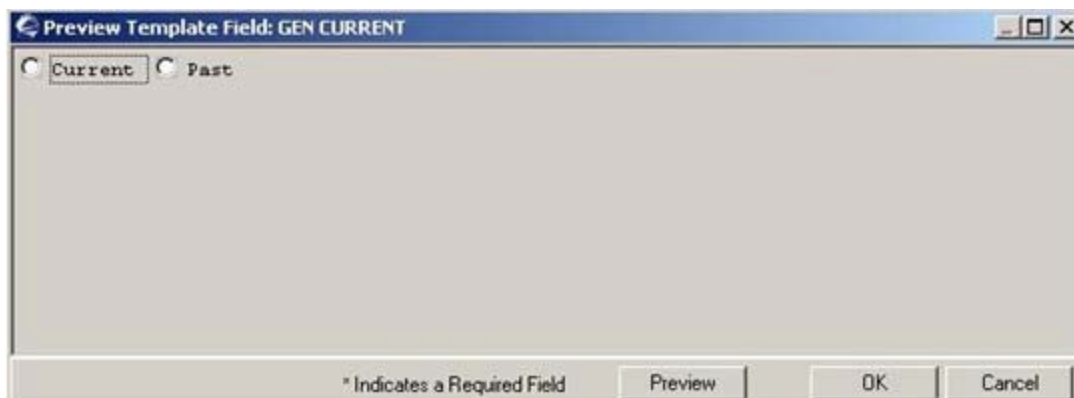 Preview Template Field: GEN CURRENT
Current Past
* Indicates a Required Field Preview OK Cancel